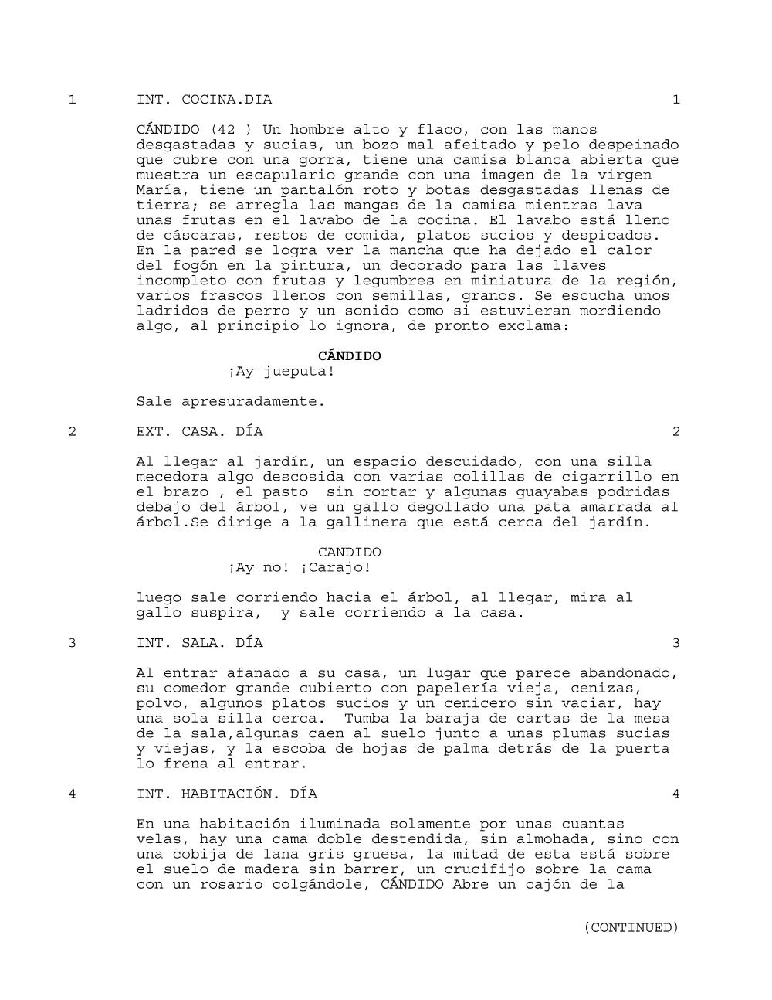 1 INT. COCINA.DIA 1
CÁNDIDO (42 ) Un hombre alto y flaco, con las manos
desgastadas y sucias, un bozo mal afeitado y pelo despeinado
que cubre con una gorra, tiene una camisa blanca abierta que
muestra un escapulario grande con una imagen de la virgen
María, tiene un pantalón roto y botas desgastadas llenas de
tierra; se arregla las mangas de la camisa mientras lava
unas frutas en el lavabo de la cocina. El lavabo está lleno
de cáscaras, restos de comida, platos sucios y despicados.
En la pared se logra ver la mancha que ha dejado el calor
del fogón en la pintura, un decorado para las llaves
incompleto con frutas y legumbres en miniatura de la región,
varios frascos llenos con semillas, granos. Se escucha unos
ladridos de perro y un sonido como si estuvieran mordiendo
algo, al principio lo ignora, de pronto exclama:
CÁNDIDO
¡Ay jueputa!
Sale apresuradamente.
2 EXT. CASA. DÍA 2
Al llegar al jardín, un espacio descuidado, con una silla
mecedora algo descosida con varias colillas de cigarrillo en
el brazo , el pasto  sin cortar y algunas guayabas podridas
debajo del árbol, ve un gallo degollado una pata amarrada al
árbol.Se dirige a la gallinera que está cerca del jardín.
CANDIDO
¡Ay no! ¡Carajo!
luego sale corriendo hacia el árbol, al llegar, mira al
gallo suspira,  y sale corriendo a la casa.
3 INT. SALA. DÍA 3
Al entrar afanado a su casa, un lugar que parece abandonado,
su comedor grande cubierto con papelería vieja, cenizas,
polvo, algunos platos sucios y un cenicero sin vaciar, hay
una sola silla cerca.  Tumba la baraja de cartas de la mesa
de la sala,algunas caen al suelo junto a unas plumas sucias
y viejas, y la escoba de hojas de palma detrás de la puerta
lo frena al entrar.
4 INT. HABITACIÓN. DÍA 4
En una habitación iluminada solamente por unas cuantas
velas, hay una cama doble destendida, sin almohada, sino con
una cobija de lana gris gruesa, la mitad de esta está sobre
el suelo de madera sin barrer, un crucifijo sobre la cama
con un rosario colgándole, CÁNDIDO Abre un cajón de la
(CONTINUED)